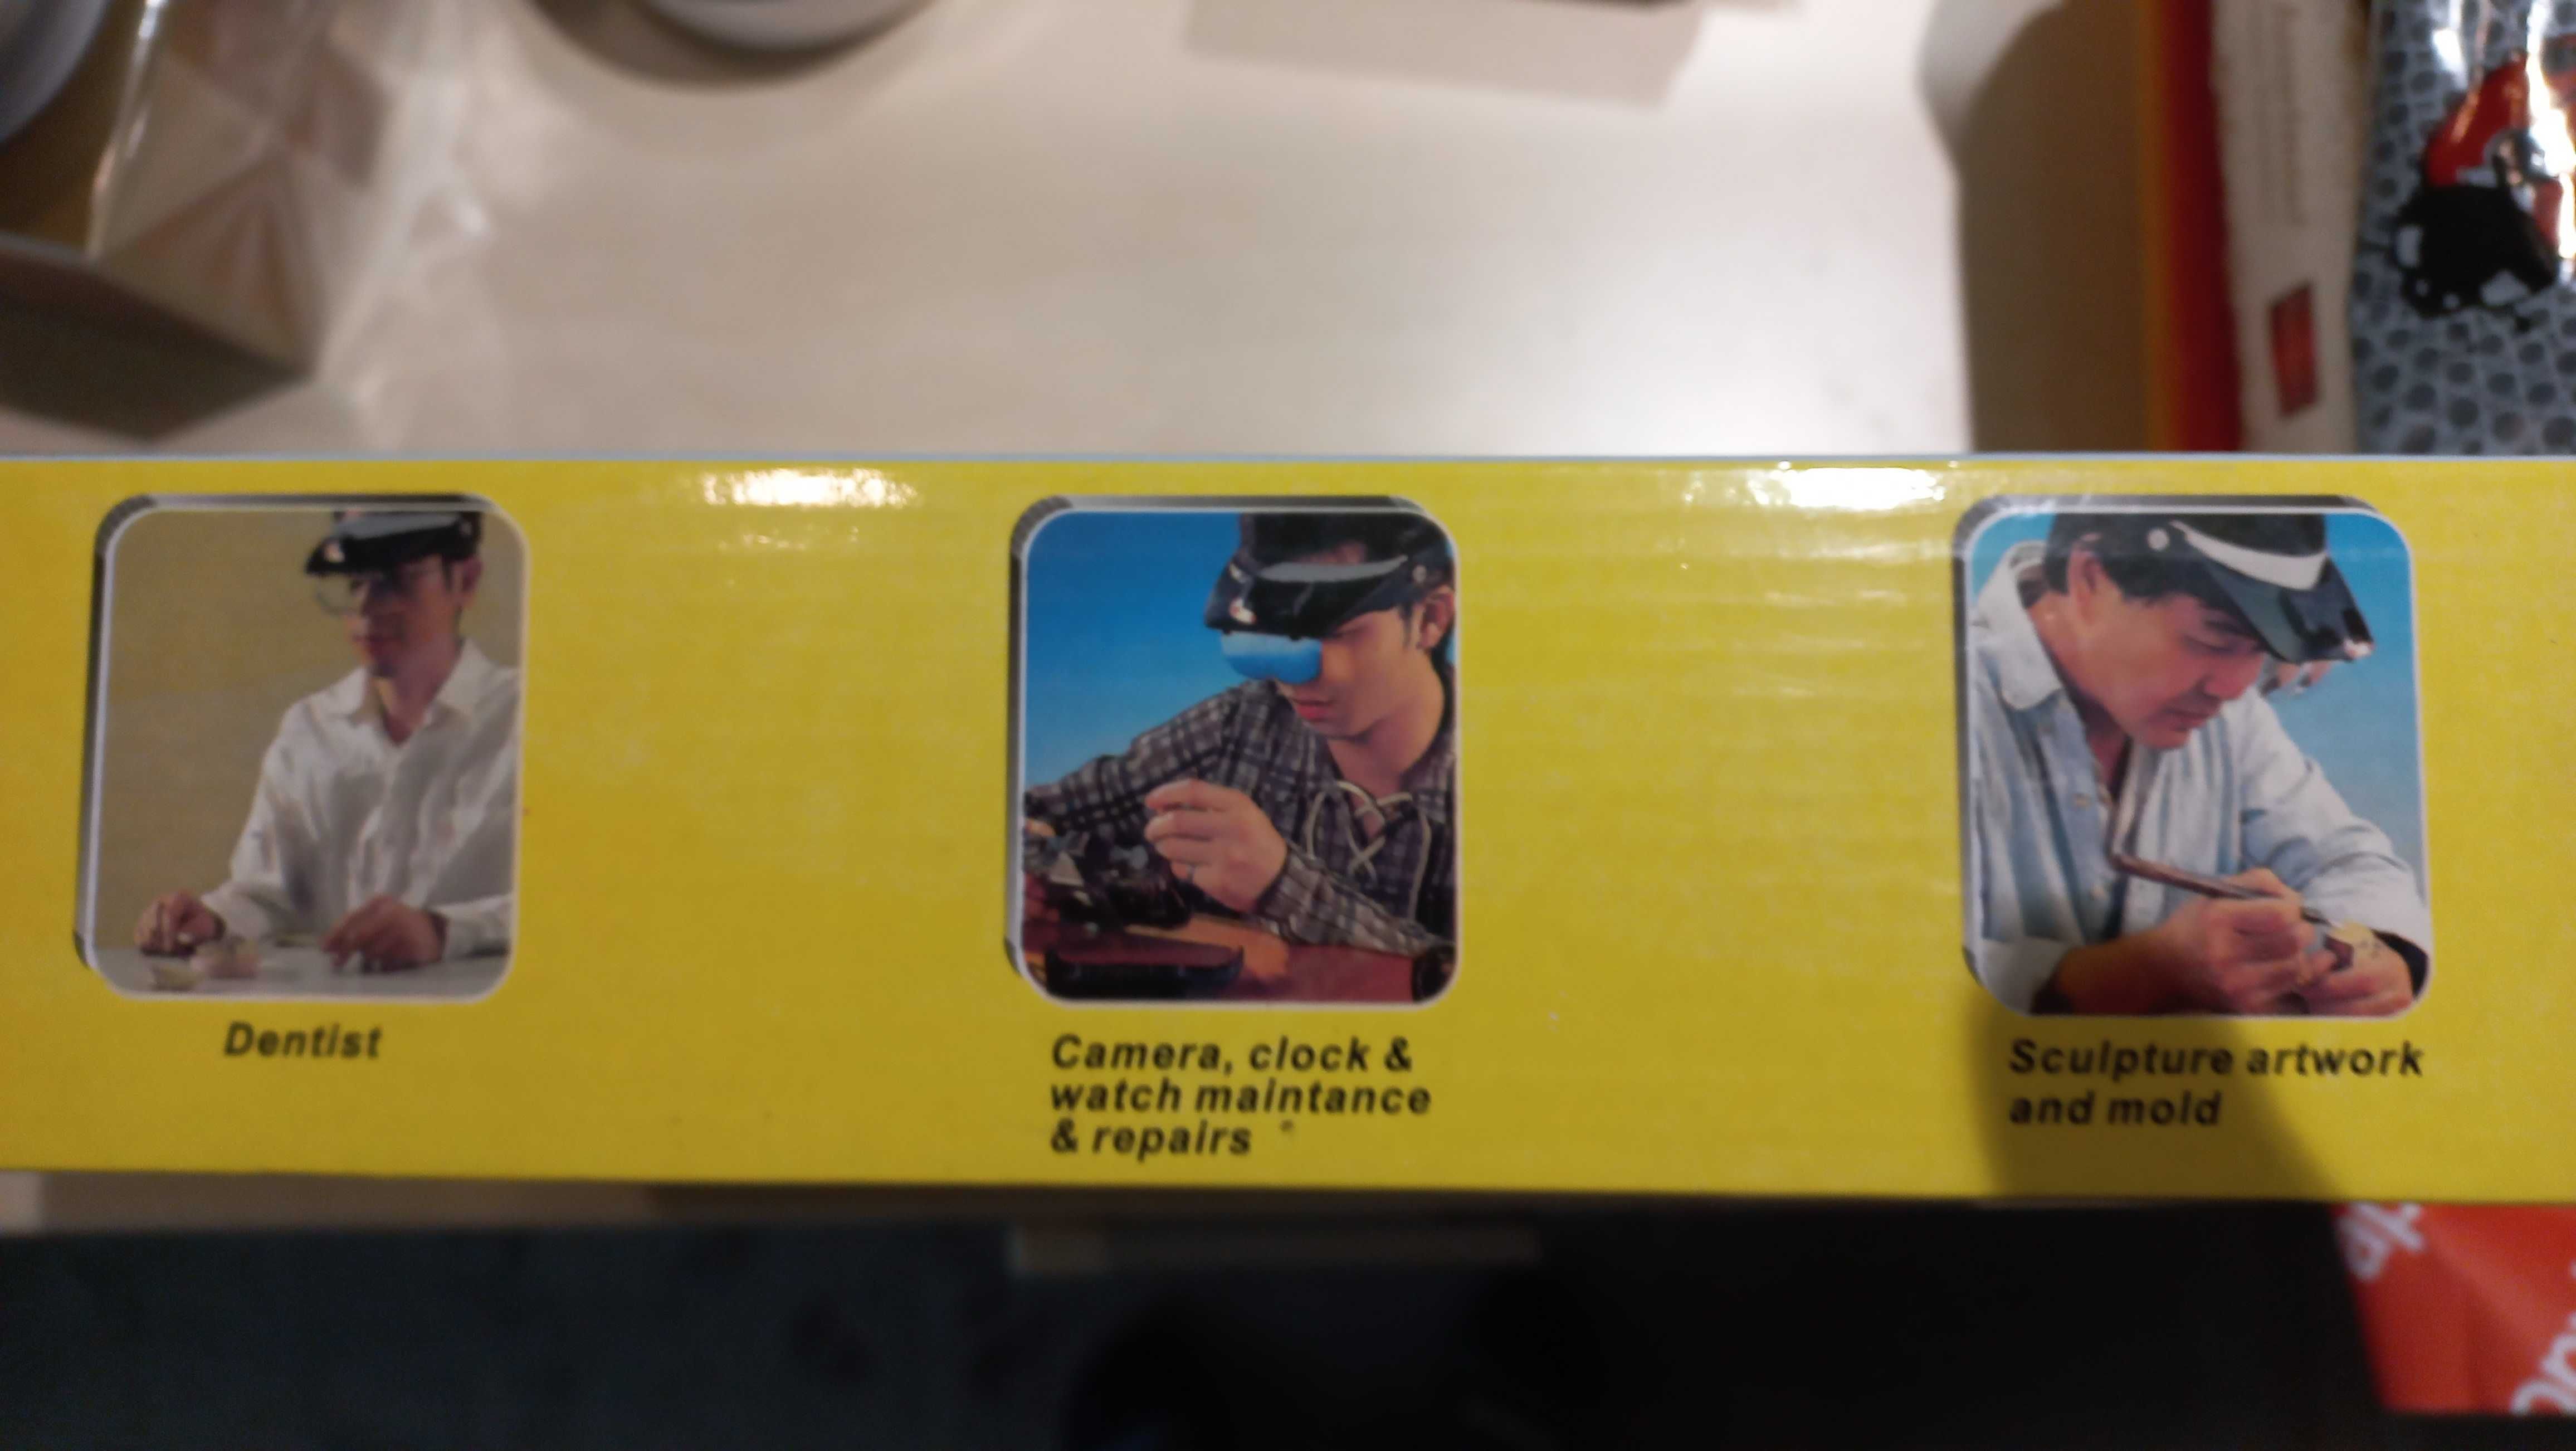 Dentist
Camera, clock &
watch maintance
& repairs
Sculpture artwork
and mold